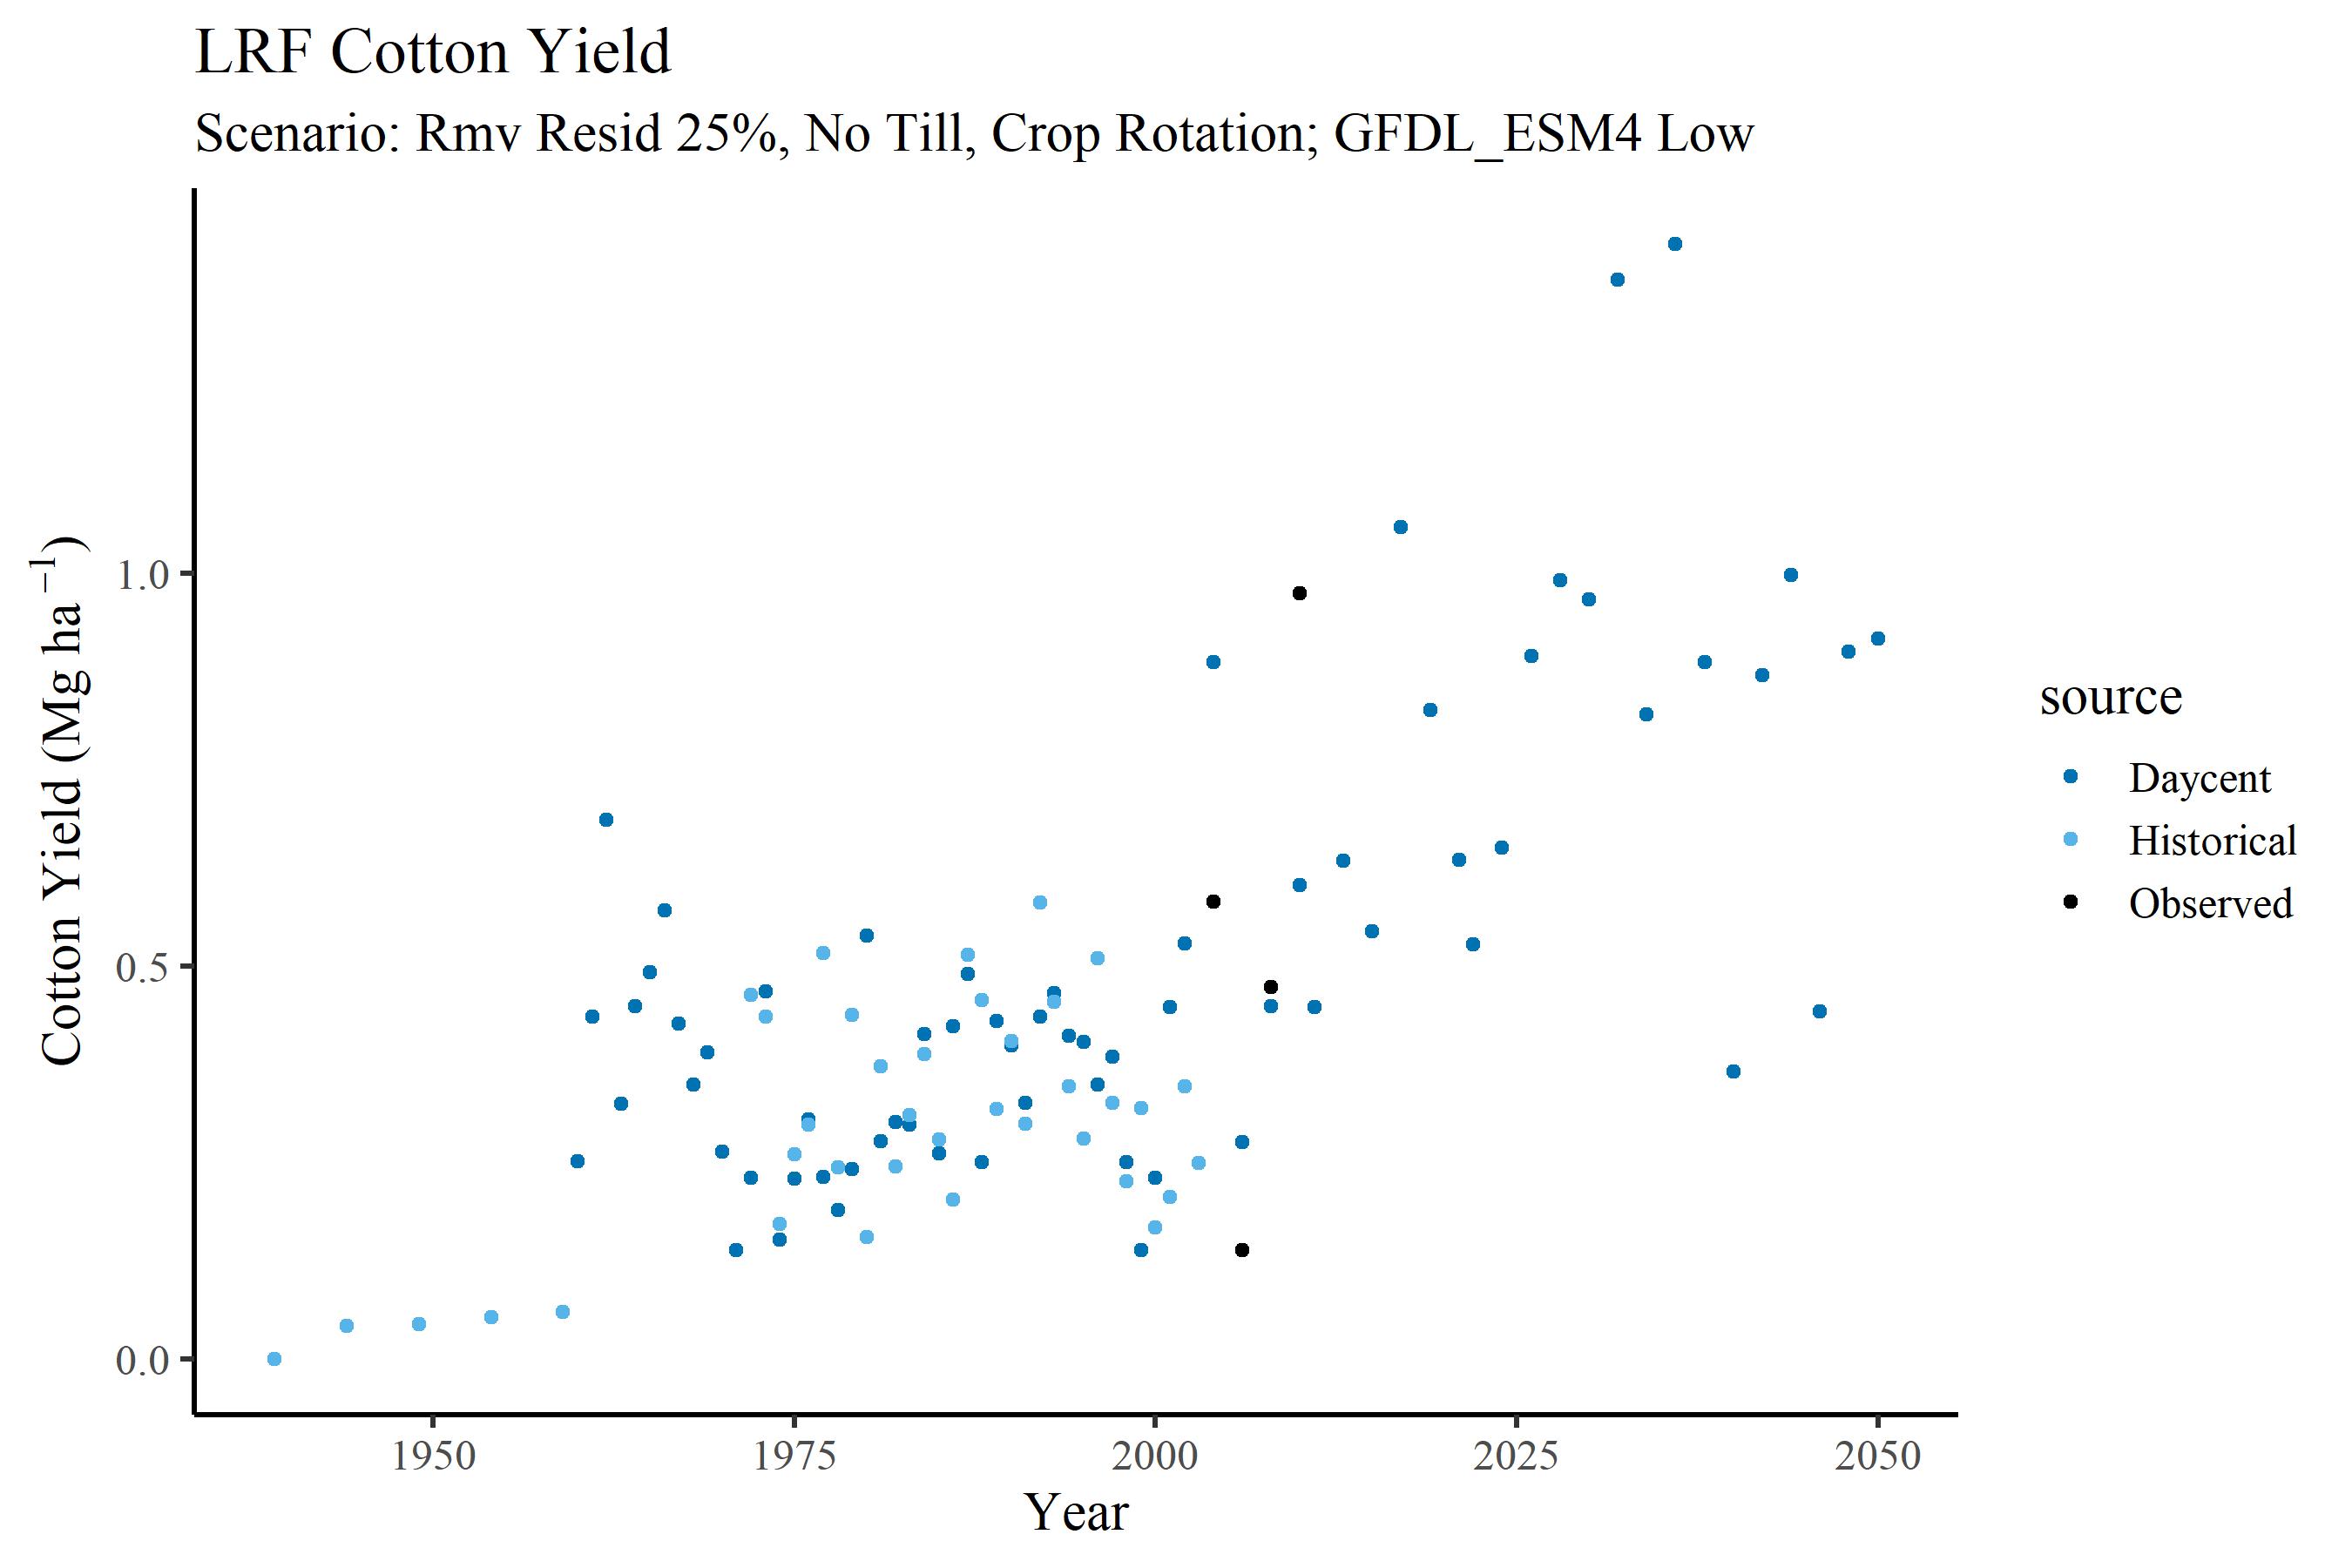 LRF Cotton Yield
Scenario: Rmv Resid 25%, No Till, Crop Rotation; GFDL_ESM4 Low
Cotton Yield (Mg ha −1)
1.0
0.5
0.0
1950
1975
2000
2025
2050
Year
source
Daycent
Historical
Observed